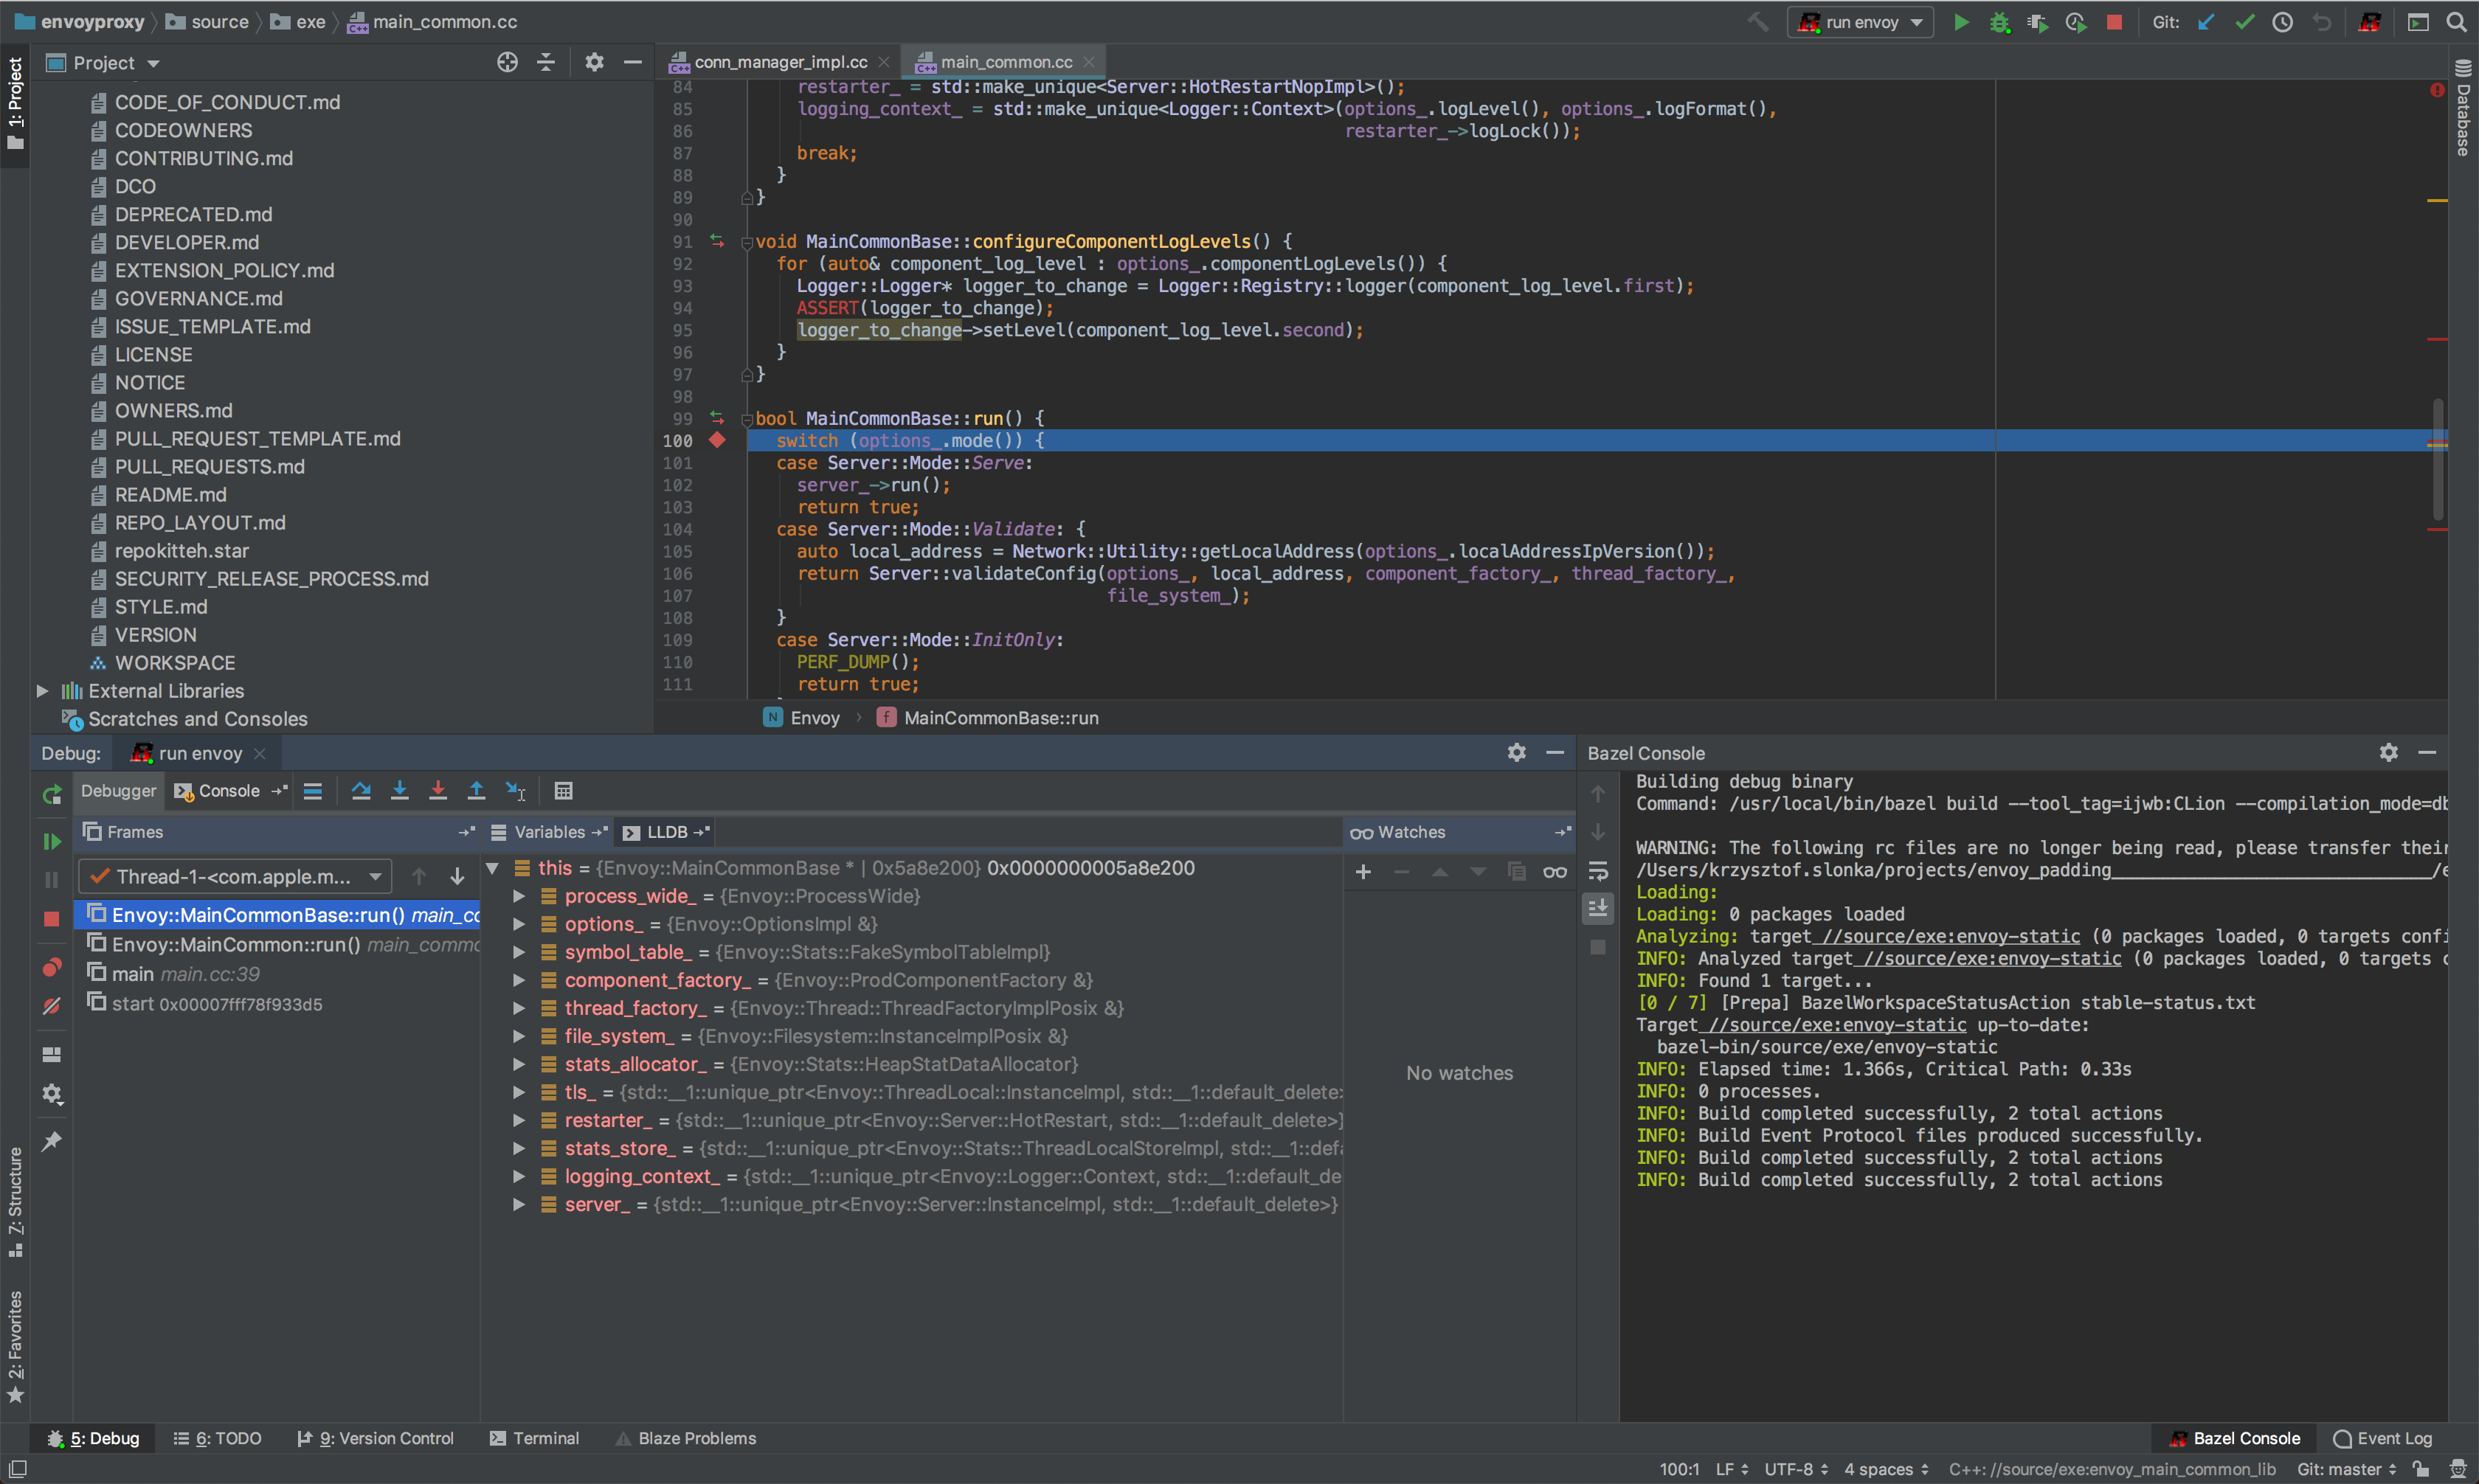 envoyproxy source exe main_common.cc
run envoy
Git:
1: Project
Project
CODE_OF_CONDUCT.md
CODEOWNERS
CONTRIBUTING.md
DCO
DEPRECATED.md
DEVELOPER.md
EXTENSION_POLICY.md
GOVERNANCE.md
ISSUE_TEMPLATE.md
LICENSE
NOTICE
OWNERS.md
PULL_REQUEST_TEMPLATE.md
PULL_REQUESTS.md
README.md
REPO_LAYOUT.md
repokitteh.star
SECURITY_RELEASE_PROCESS.md
STYLE.md
VERSION
WORKSPACE
External Libraries
Scratches and Consoles
conn_manager_impl.cc
main_common.cc
84 restarter_ = std::make_unique<Server::HotRestartNopImpl>();
85 logging_context_ = std::make_unique<Logger::Context>(options_.logLevel(), options_.logFormat(),
86 restarter_->logLock());
87 break;
88 }
89 }
90
91 void MainCommonBase::configureComponentLogLevels() {
92 for (auto& component_log_level : options_.componentLogLevels()) {
93 Logger::Logger* logger_to_change = Logger::Registry::logger(component_log_level.first);
94 ASSERT(logger_to_change);
95 logger_to_change->setLevel(component_log_level.second);
96 }
97 }
98
99 bool MainCommonBase::run() {
100 switch (options_.mode()) {
101 case Server::Mode::Serve:
102 server_->run();
103 return true;
104 case Server::Mode::Validate: {
105 auto local_address = Network::Utility::getLocalAddress(options_.localAddressIpVersion());
106 return Server::validateConfig(options_, local_address, component_factory_, thread_factory_,
107 file_system_);
108 }
109 case Server::Mode::InitOnly:
110 PERF_DUMP();
111 return true;
N Envoy f MainCommonBase::run
Database
Debug: run envoy
Debugger Console
Frames
Thread-1-<com.apple.m...
Envoy::MainCommonBase::run() main_cc
Envoy::MainCommon::run() main_commo
main main.cc:39
start 0x00007fff78f933d5
Variables LLDB
this = {Envoy::MainCommonBase * | 0x5a8e200} 0x0000000005a8e200
process_wide_ = {Envoy::ProcessWide}
options_ = {Envoy::OptionsImpl &}
symbol_table_ = {Envoy::Stats::FakeSymbolTableImpl}
component_factory_ = {Envoy::ProdComponentFactory &}
thread_factory_ = {Envoy::Thread::ThreadFactoryImplPosix &}
file_system_ = {Envoy::Filesystem::InstanceImplPosix &}
stats_allocator_ = {Envoy::Stats::HeapStatDataAllocator}
tls_ = {std::__1::unique_ptr<Envoy::ThreadLocal::InstanceImpl, std::__1::default_delete>
restarter_ = {std::__1::unique_ptr<Envoy::Server::HotRestart, std::__1::default_delete>}
stats_store_ = {std::__1::unique_ptr<Envoy::Stats::ThreadLocalStoreImpl, std::__1::defa
logging_context_ = {std::__1::unique_ptr<Envoy::Logger::Context, std::__1::default_de
server_ = {std::__1::unique_ptr<Envoy::Server::InstanceImpl, std::__1::default_delete>}
Watches
No watches
Bazel Console
Building debug binary
Command: /usr/local/bin/bazel build --tool_tag=ijwb:CLion --compilation_mode=db
WARNING: The following rc files are no longer being read, please transfer their
/Users/krzysztof.slonka/projects/envoy_padding_______________________________/e
Loading:
Loading: 0 packages loaded
Analyzing: target //source/exe:envoy-static (0 packages loaded, 0 targets confi
INFO: Analyzed target //source/exe:envoy-static (0 packages loaded, 0 targets c
INFO: Found 1 target...
[0 / 7] [Prepa] BazelWorkspaceStatusAction stable-status.txt
Target //source/exe:envoy-static up-to-date:
bazel-bin/source/exe/envoy-static
INFO: Elapsed time: 1.366s, Critical Path: 0.33s
INFO: 0 processes.
INFO: Build completed successfully, 2 total actions
INFO: Build Event Protocol files produced successfully.
INFO: Build completed successfully, 2 total actions
INFO: Build completed successfully, 2 total actions
7: Structure
2: Favorites
5: Debug 6: TODO 9: Version Control Terminal Blaze Problems Bazel Console Event Log
100:1 LF UTF-8 4 spaces C++: //source/exe:envoy_main_common_lib Git: master